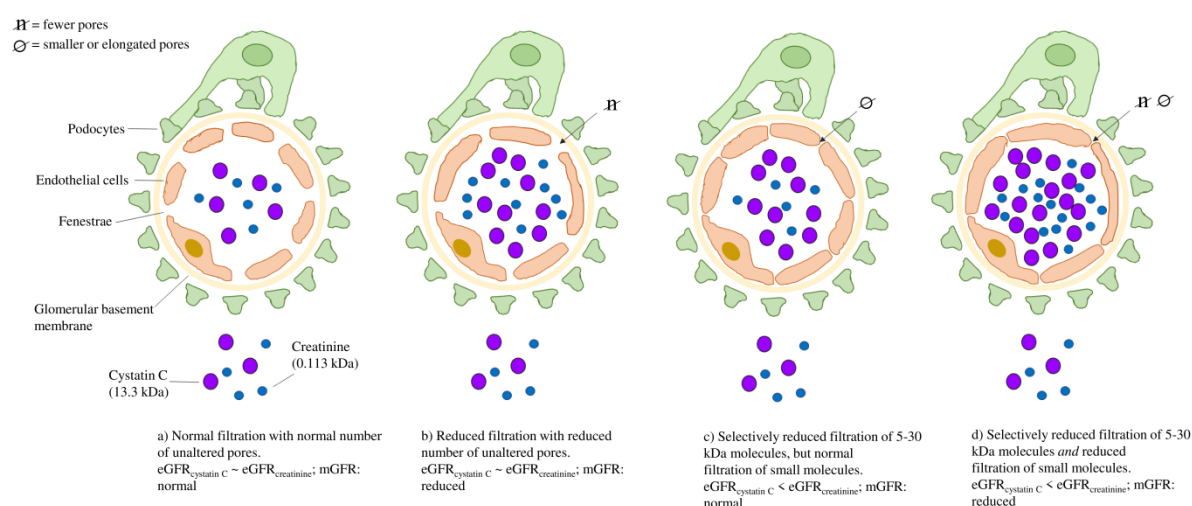 n = fewer pores
∅ = smaller or elongated pores
n
∅
n ∅
Podocytes
Endothelial cells
Fenestrae
Glomerular basement
membrane
Creatinine
(0.113 kDa)
Cystatin C
(13.3 kDa)
a) Normal filtration with normal number
of unaltered pores.
eGFRcystatin C ~ eGFRcreatinine; mGFR:
normal
b) Reduced filtration with reduced
number of unaltered pores.
eGFRcystatin C ~ eGFRcreatinine; mGFR:
reduced
c) Selectively reduced filtration of 5-30
kDa molecules, but normal
filtration of small molecules.
eGFRcystatin C < eGFRcreatinine; mGFR:
normal
d) Selectively reduced filtration of 5-30
kDa molecules and reduced
filtration of small molecules.
eGFRcystatin C < eGFRcreatinine; mGFR:
reduced